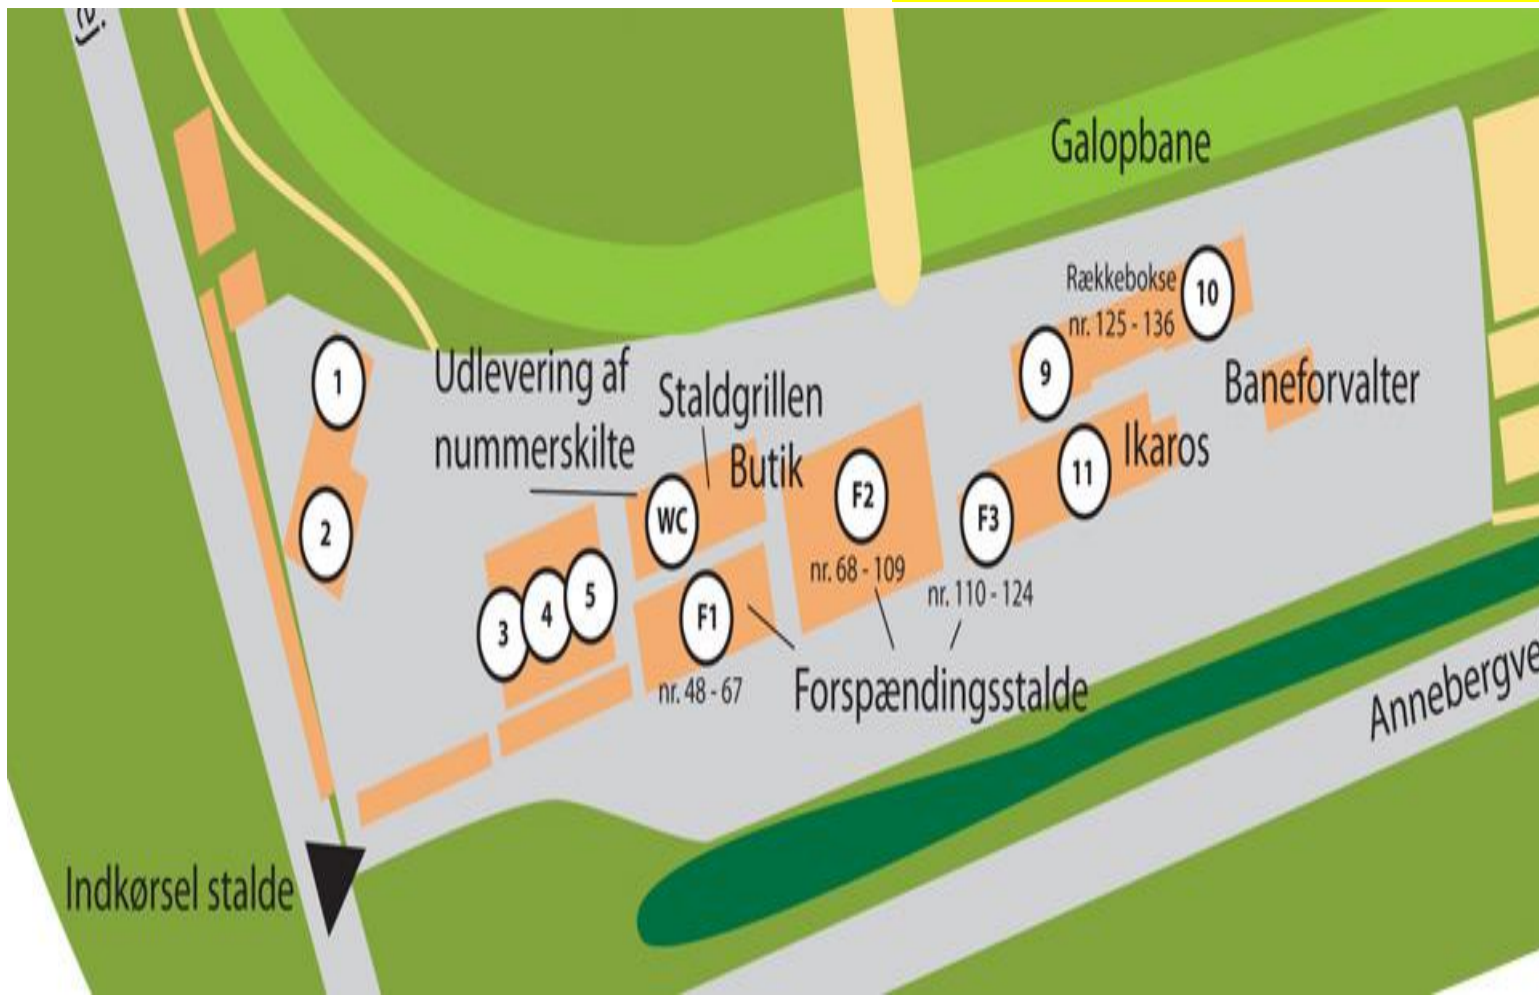 Galopbane
Rækkebokse
nr. 125 - 136
10
9
1
Udlevering af
nummerskilte
Staldgrillen
Butik
Baneforvalter
Ikaros
11
2
WC
F2
F3
nr. 68 - 109
nr. 110 - 124
3
4
5
F1
nr. 48 - 67
Forspændingsstalde
Annebergve
Indkørsel stalde